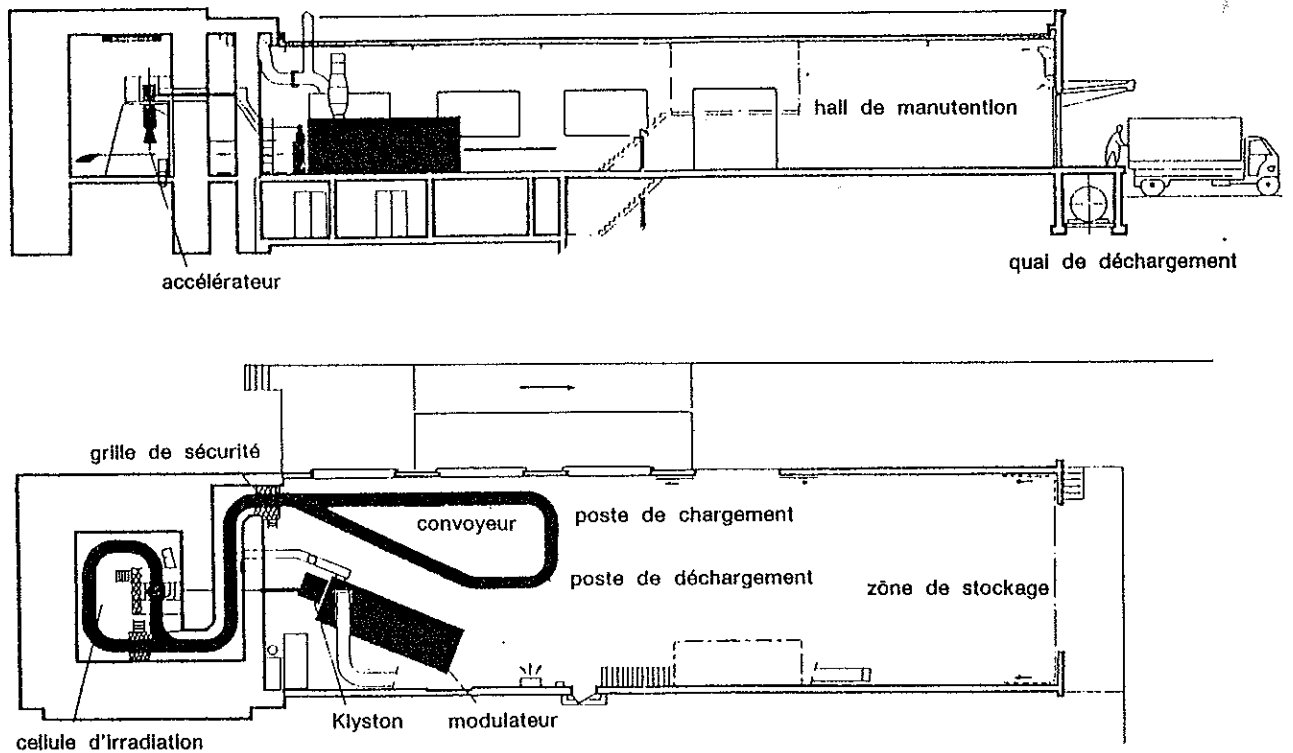 hall de manutention
quai de déchargement
accélérateur
grille de sécurité
convoyeur
poste de chargement
poste de déchargement
zône de stockage
Klyston
modulateur
cellule d'irradiation